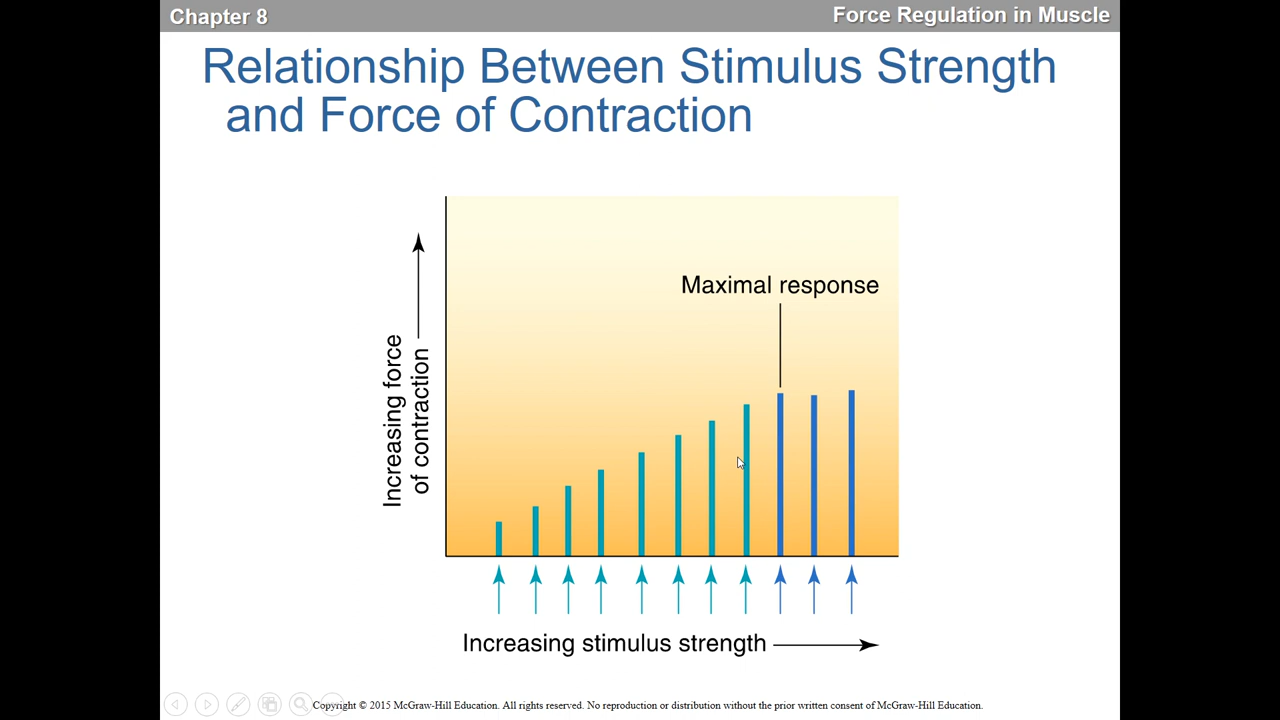 Chapter 8
Force Regulation in Muscle
Relationship Between Stimulus Strength
and Force of Contraction
Maximal response
Increasing force
of contraction
Increasing stimulus strength
Copyright © 2015 McGraw-Hill Education. All rights reserved. No reproduction or distribution without the prior written consent of McGraw-Hill Education.